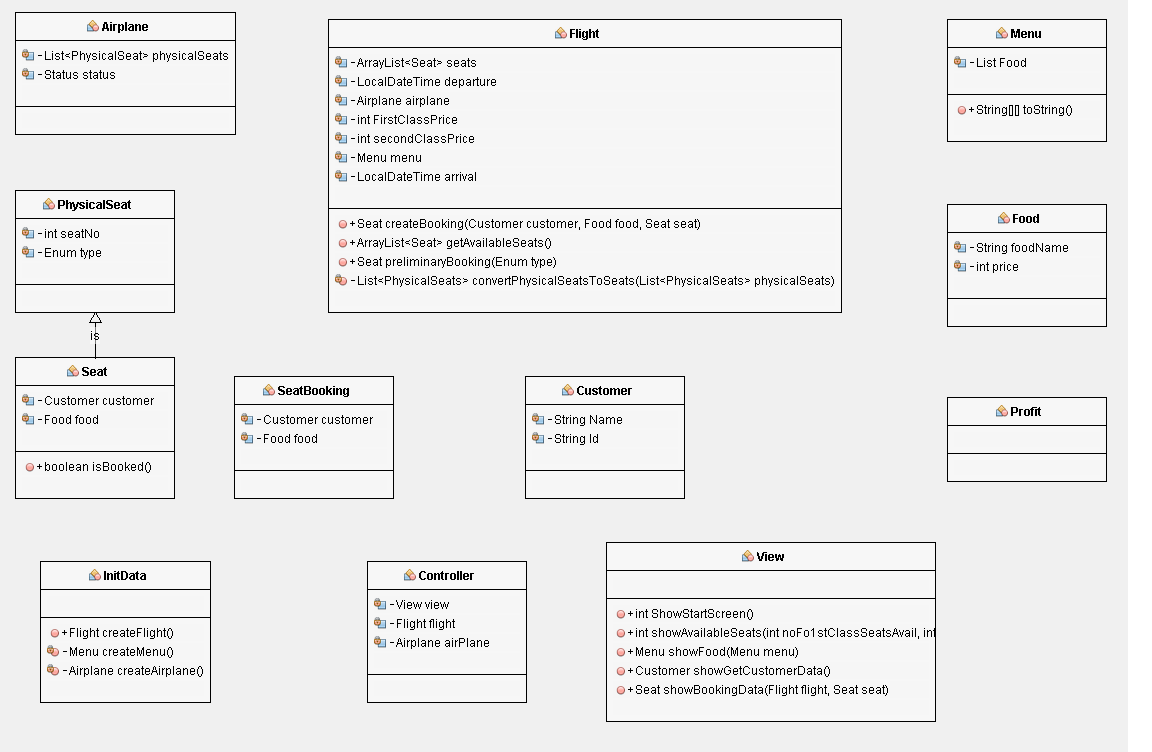 Airplane
-List<PhysicalSeat> physicalSeats
-Status status
Flight
-ArrayList<Seat> seats
-LocalDateTime departure
-Airplane airplane
-int FirstClassPrice
-int secondClassPrice
-Menu menu
-LocalDateTime arrival
+Seat createBooking(Customer customer, Food food, Seat seat)
+ArrayList<Seat> getAvailableSeats()
+Seat preliminaryBooking(Enum type)
-List<PhysicalSeats> convertPhysicalSeatsToSeats(List<PhysicalSeats> physicalSeats)
Menu
-List Food
+String[][] toString()
PhysicalSeat
-int seatNo
-Enum type
is
Food
-String foodName
-int price
Seat
-Customer customer
-Food food
+boolean isBooked()
SeatBooking
-Customer customer
-Food food
Customer
-String Name
-String Id
Profit
InitData
+Flight createFlight()
-Menu createMenu()
-Airplane createAirplane()
Controller
-View view
-Flight flight
-Airplane airPlane
View
+int ShowStartScreen()
+int showAvailableSeats(int noFo1stClassSeatsAvail, int
+Menu showFood(Menu menu)
+Customer showGetCustomerData()
+Seat showBookingData(Flight flight, Seat seat)